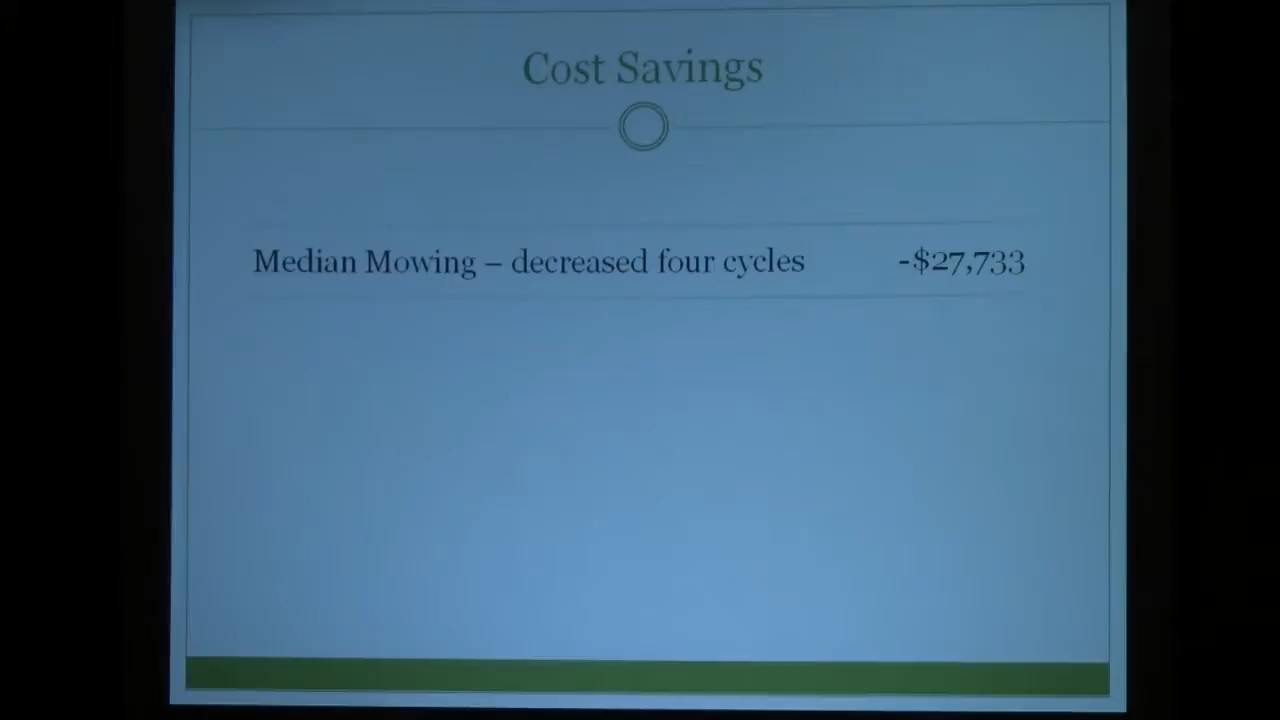 Cost Savings
Median Mowing – decreased four cycles -$27,733